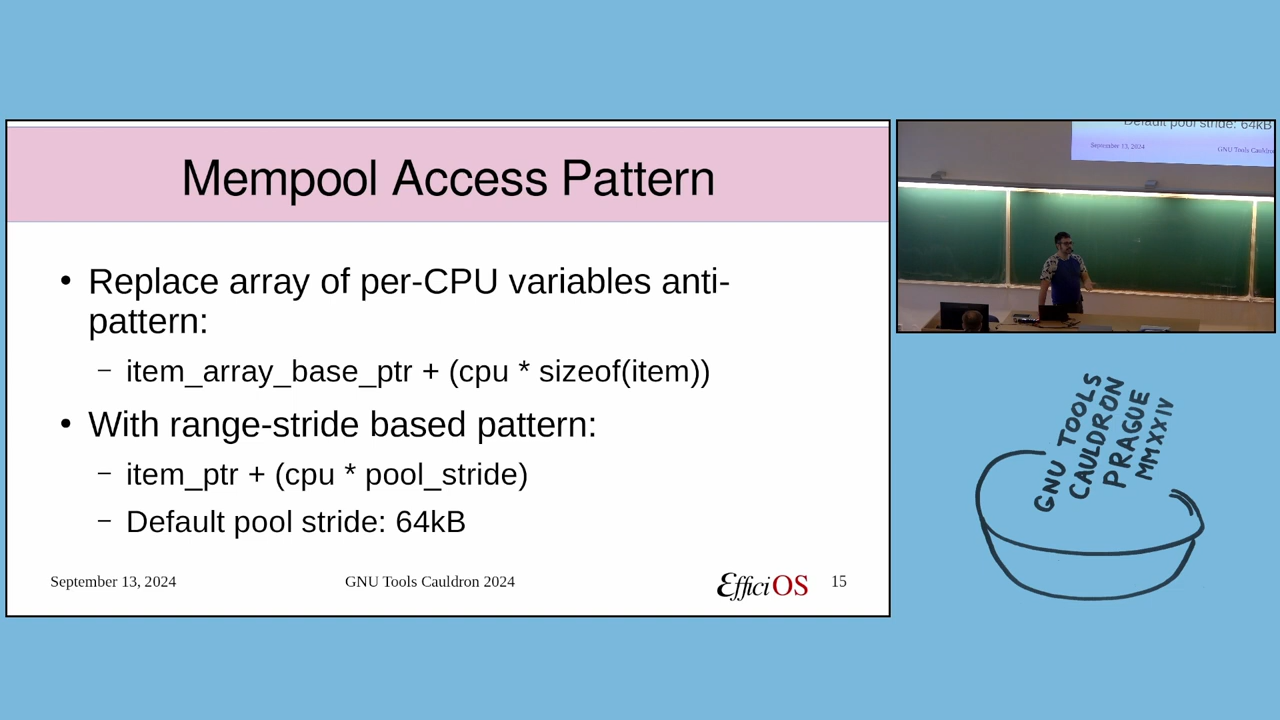 Mempool Access Pattern
• Replace array of per-CPU variables anti-
pattern:
– item_array_base_ptr + (cpu * sizeof(item))
• With range-stride based pattern:
– item_ptr + (cpu * pool_stride)
– Default pool stride: 64kB
September 13, 2024
GNU Tools Cauldron 2024
EfficiOS
15
Default pool stride: 64kB
September 13, 2024
GNU Tools Cauldro
GNU TOOLS
CAULDRON
PRAGUE
MMXXIV